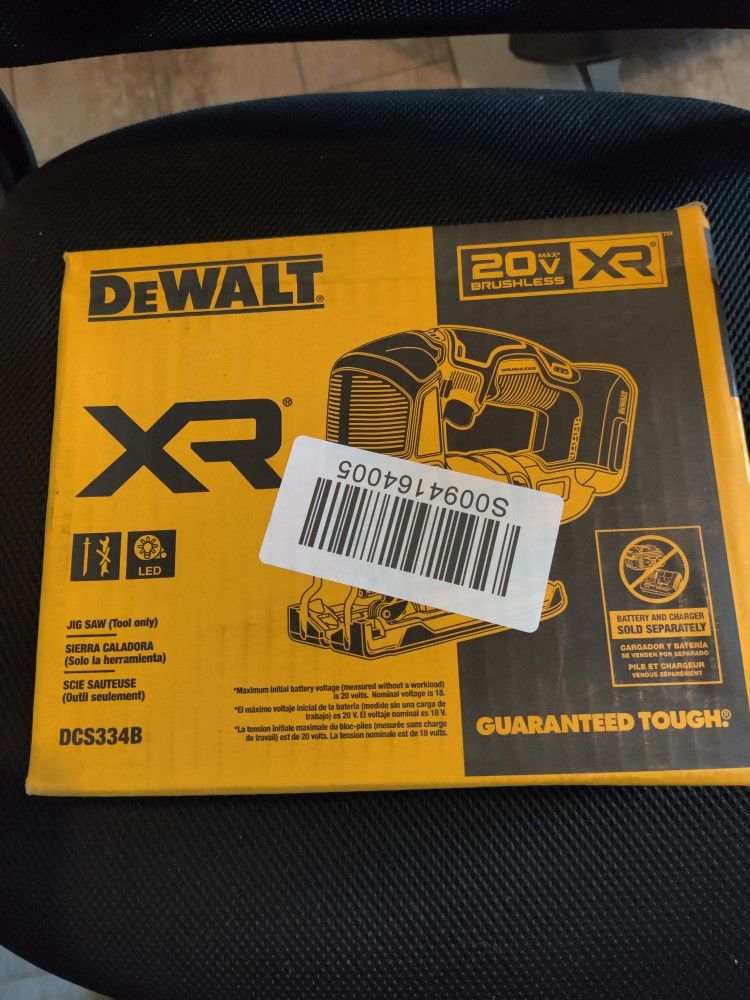 DEWALT®
20V MAX* XR® ™
BRUSHLESS
XR®
BRUSHLESS
DEWALT
S0094164005
LED
JIG SAW (Tool only)
SIERRA CALADORA
(Solo la herramienta)
SCIE SAUTEUSE
(Outil seulement)
DCS334B
*Maximum initial battery voltage (measured without a workload)
is 20 volts. Nominal voltage is 18.
*El máximo voltaje inicial de la batería (medido sin una carga de
trabajo) es 20 V. El voltaje nominal es 18 V.
*La tension initiale maximale du bloc-piles (mesurée sans charge
de travail) est de 20 volts. La tension nominale est de 18 volts.
BATTERY AND CHARGER
SOLD SEPARATELY
CARGADOR Y BATERÍA
SE VENDEN POR SEPARADO
PILE ET CHARGEUR
VENDUS SÉPARÉMENT
GUARANTEED TOUGH®